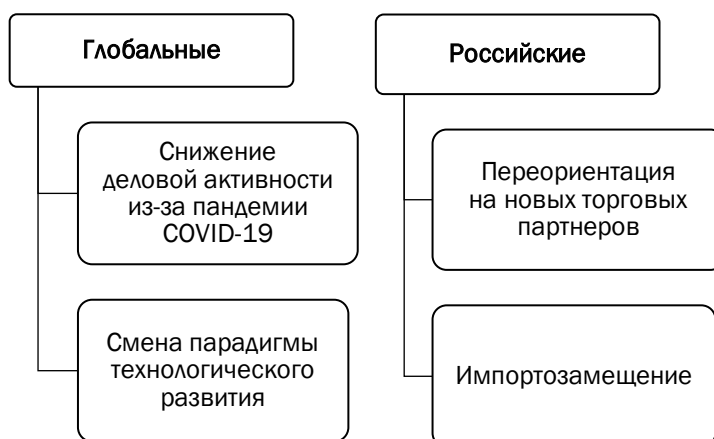 Глобальные
Снижение
деловой активности
из-за пандемии
COVID-19
Смена парадигмы
технологического
развития
Российские
Переориентация
на новых торговых
партнеров
Импортозамещение